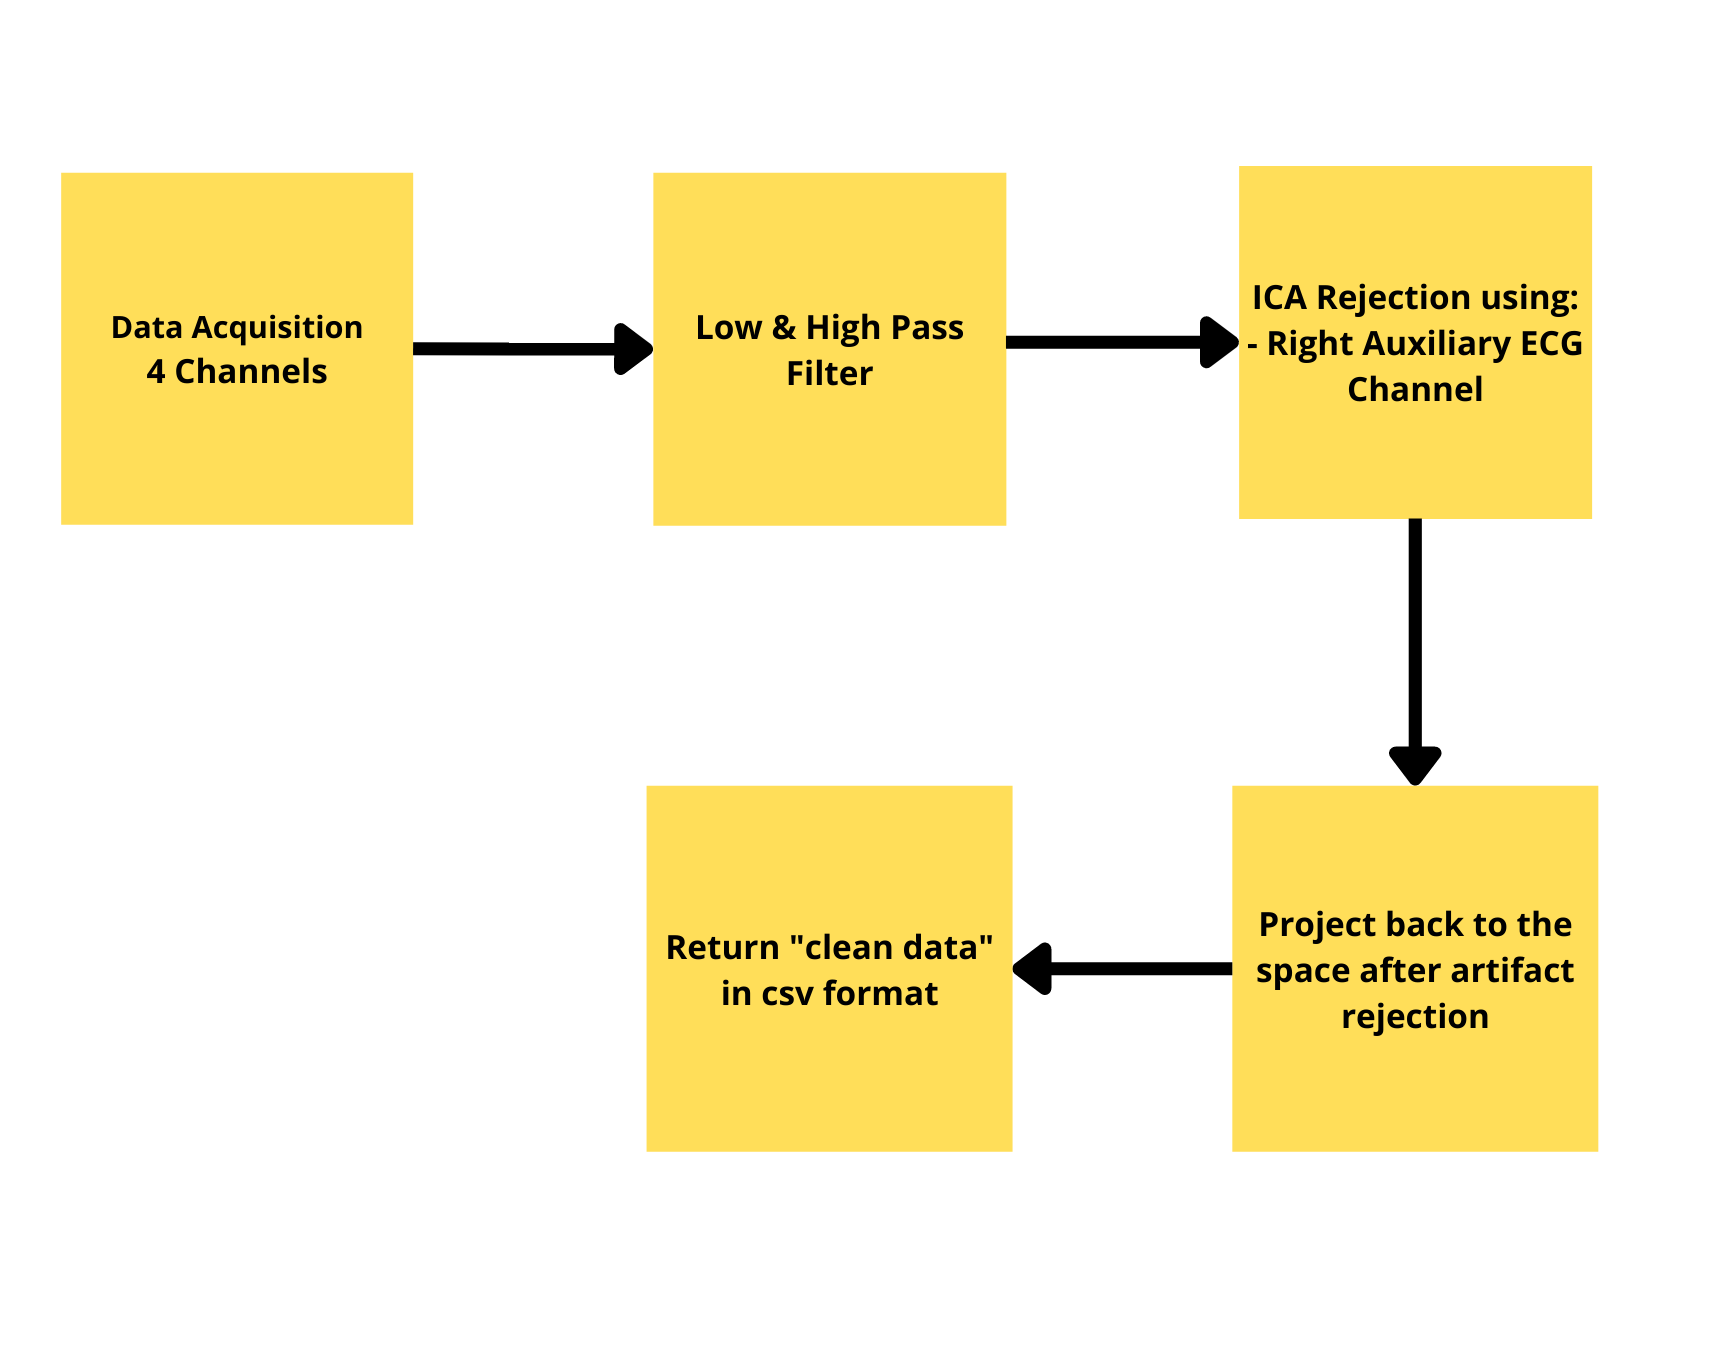 Data Acquisition
4 Channels
Low & High Pass
Filter
ICA Rejection using:
- Right Auxiliary ECG
Channel
Project back to the
space after artifact
rejection
Return "clean data"
in csv format